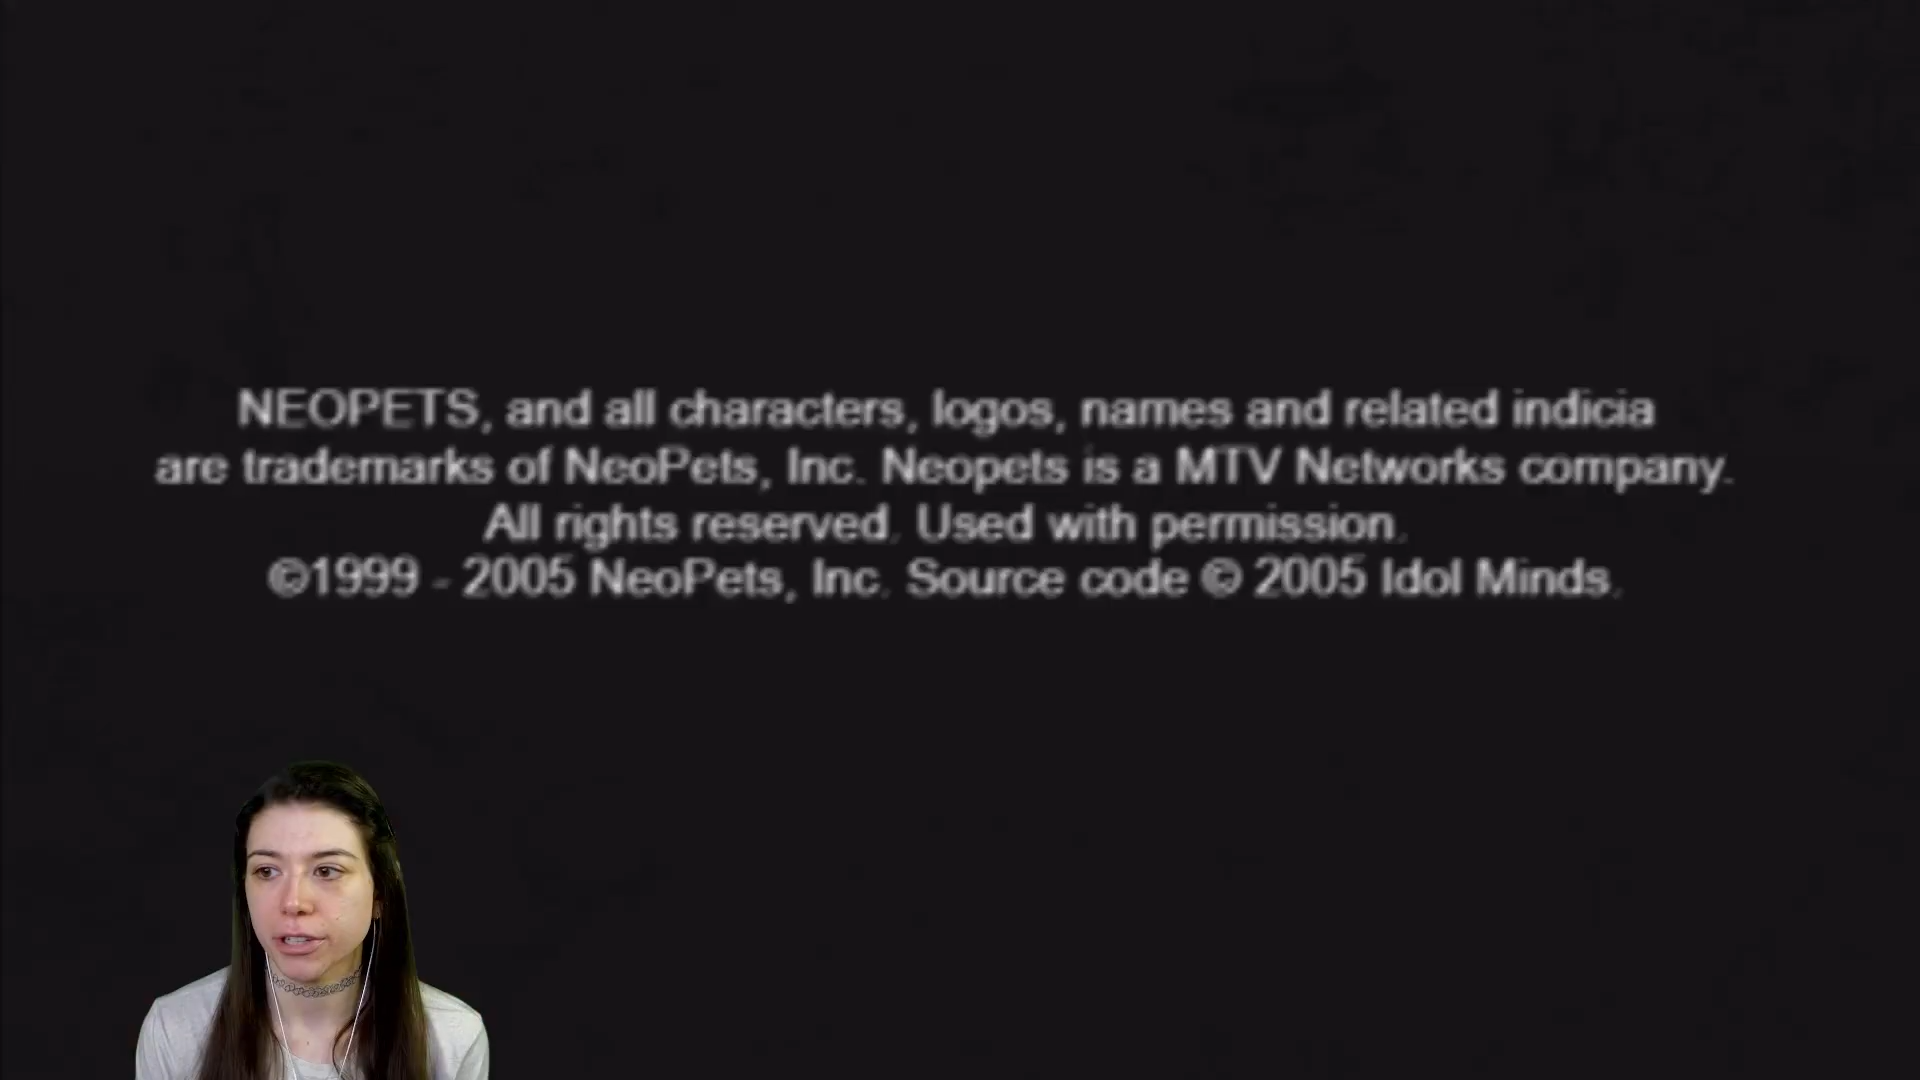 NEOPETS, and all characters, logos, names and related indicia
are trademarks of NeoPets, Inc. Neopets is a MTV Networks company.
All rights reserved. Used with permission.
©1999 - 2005 NeoPets, Inc. Source code © 2005 Idol Minds.